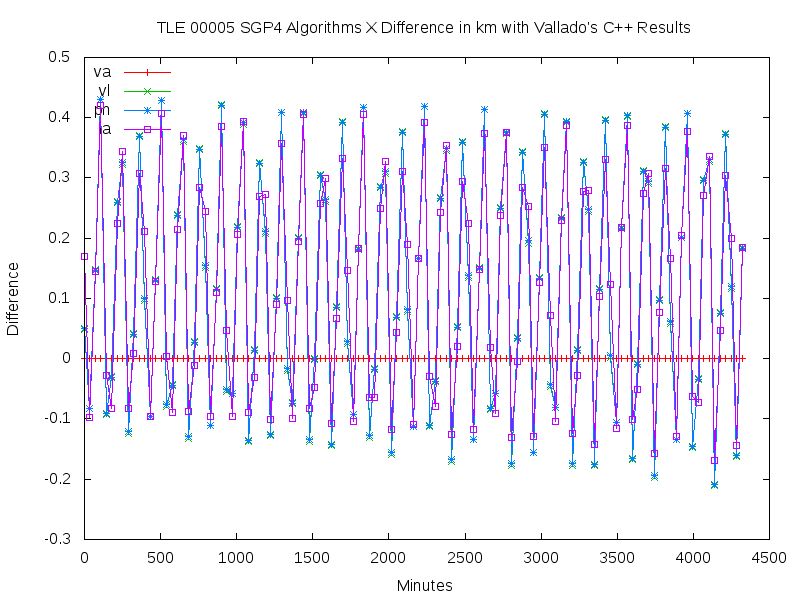 TLE 00005 SGP4 Algorithms X Difference in km with Vallado's C++ Results
0.5
0.4
0.3
0.2
0.1
0
-0.1
-0.2
-0.3
Difference
va
vl
ph
0 500 1000 1500 2000 2500 3000 3500 4000 4500
Minutes